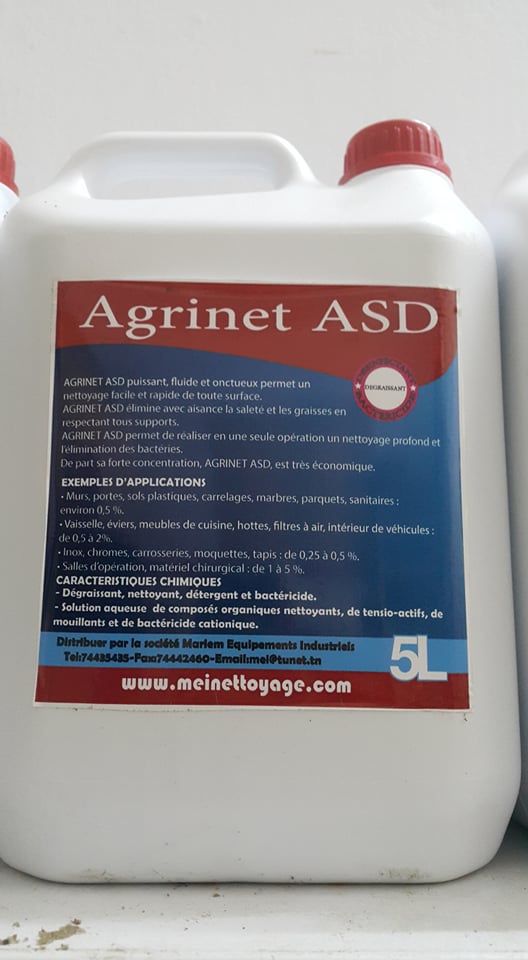 Agrinet ASD
DESINFECTANT
DEGRAISSANT
BACTERICIDE
AGRINET ASD puissant, fluide et onctueux permet un
nettoyage facile et rapide de toute surface.
AGRINET ASD élimine avec aisance la saleté et les graisses en
respectant tous supports.
AGRINET ASD permet de réaliser en une seule opération un nettoyage profond et
l'élimination des bactéries.
De part sa forte concentration, AGRINET ASD, est très économique.
EXEMPLES D'APPLICATIONS
• Murs, portes, sols plastiques, carrelages, marbres, parquets, sanitaires :
environ 0,5 %.
• Vaisselle, éviers, meubles de cuisine, hottes, filtres à air, intérieur de véhicules :
de 0,5 à 2%.
• Inox, chromes, carrosseries, moquettes, tapis : de 0,25 à 0,5 %.
• Salles d'opération, matériel chirurgical : de 1 à 5 %.
CARACTERISTIQUES CHIMIQUES
- Dégraissant, nettoyant, détergent et bactéricide.
- Solution aqueuse de composés organiques nettoyants, de tensio-actifs, de
mouillants et de bactéricide cationique.
Distribuer par la société Mariem Equipements Industriels
Tel:74435435-Fax:74442460-Email:mei@tunet.tn
5L
www.meinettoyage.com